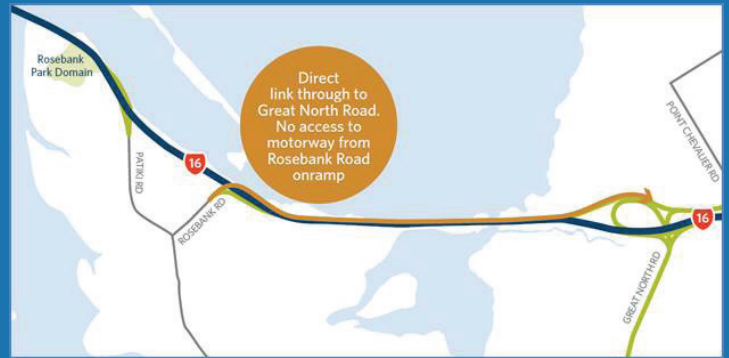 Rosebank
Park Domain
Direct
link through to
Great North Road.
No access to
motorway from
Rosebank Road
onramp
POINT CHEVALIER RD
16
PATIKI RD
ROSEBANK RD
16
GREAT NORTH RD